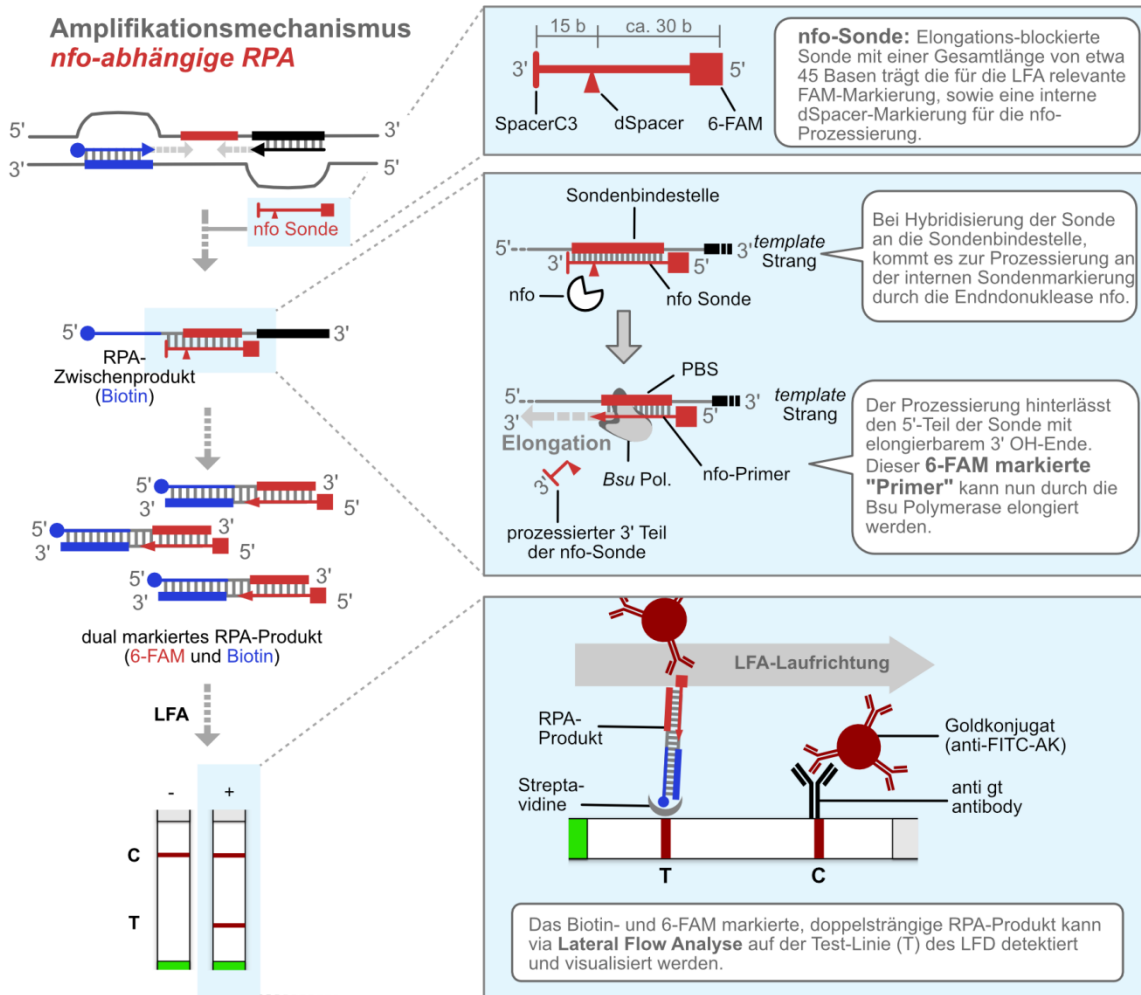 Amplifikationsmechanismus
nfo-abhängige RPA
5'
3'
3'
5'
nfo Sonde
5'
3'
RPA-
Zwischenprodukt
(Biotin)
5'
3'
3'
5'
5'
3'
3'
5'
5'
3'
3'
5'
dual markiertes RPA-Produkt
(6-FAM und Biotin)
LFA
-
+
C
T
15 b
ca. 30 b
3'
5'
SpacerC3
dSpacer
6-FAM
nfo-Sonde: Elongations-blockierte
Sonde mit einer Gesamtlänge von etwa
45 Basen trägt die für die LFA relevante
FAM-Markierung, sowie eine interne
dSpacer-Markierung für die nfo-
Prozessierung.
Sondenbindestelle
5'
3'
template
Strang
3'
5'
nfo
nfo Sonde
Bei Hybridisierung der Sonde
an die Sondenbindestelle,
kommt es zur Prozessierung an
der internen Sondenmarkierung
durch die Endndonuklease nfo.
PBS
5'
3'
template
Strang
3'
5'
Elongation
Bsu Pol.
nfo-Primer
3'
prozessierter 3' Teil
der nfo-Sonde
Der Prozessierung hinterlässt
den 5'-Teil der Sonde mit
elongierbarem 3' OH-Ende.
Dieser 6-FAM markierte
"Primer" kann nun durch die
Bsu Polymerase elongiert
werden.
LFA-Laufrichtung
RPA-
Produkt
Goldkonjugat
(anti-FITC-AK)
Strepta-
vidine
anti gt
antibody
T
C
Das Biotin- und 6-FAM markierte, doppelsträngige RPA-Produkt kann
via Lateral Flow Analyse auf der Test-Linie (T) des LFD detektiert
und visualisiert werden.